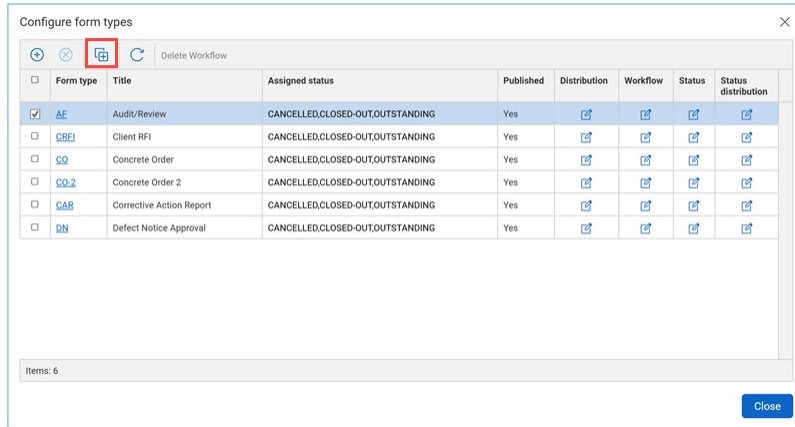 Configure form types
Delete Workflow
Form type Title Assigned status Published Distribution Workflow Status Status distribution
AF Audit/Review CANCELLED,CLOSED-OUT,OUTSTANDING Yes
CRFI Client RFI CANCELLED,CLOSED-OUT,OUTSTANDING Yes
CO Concrete Order CANCELLED,CLOSED-OUT,OUTSTANDING Yes
CO-2 Concrete Order 2 CANCELLED,CLOSED-OUT,OUTSTANDING Yes
CAR Corrective Action Report CANCELLED,CLOSED-OUT,OUTSTANDING Yes
DN Defect Notice Approval CANCELLED,CLOSED-OUT,OUTSTANDING Yes
Items: 6
Close